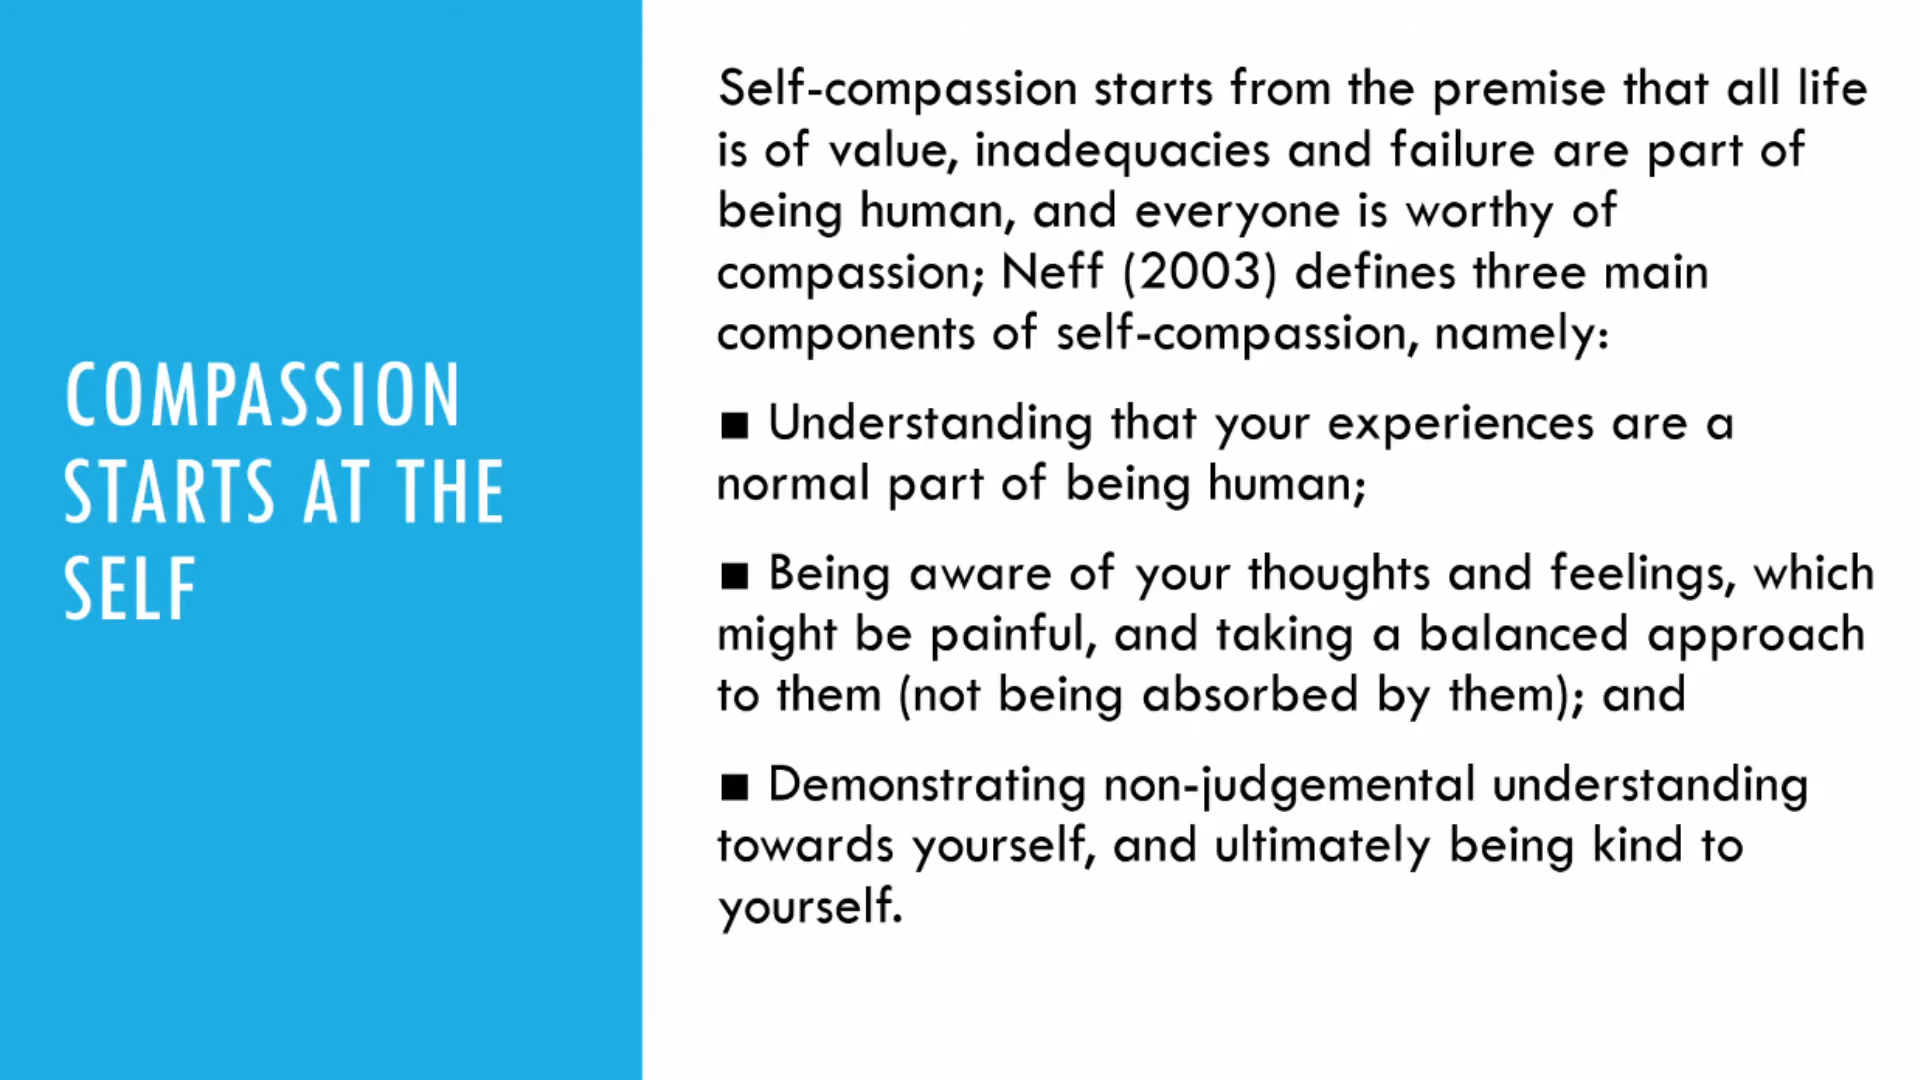 COMPASSION
STARTS AT THE
SELF
Self-compassion starts from the premise that all life
is of value, inadequacies and failure are part of
being human, and everyone is worthy of
compassion; Neff (2003) defines three main
components of self-compassion, namely:
■ Understanding that your experiences are a
normal part of being human;
■ Being aware of your thoughts and feelings, which
might be painful, and taking a balanced approach
to them (not being absorbed by them); and
■ Demonstrating non-judgemental understanding
towards yourself, and ultimately being kind to
yourself.